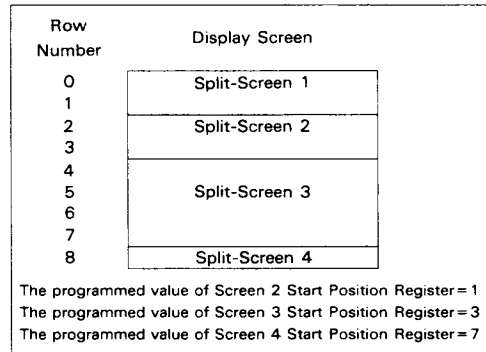 Row
Number
Display Screen
0
Split-Screen 1
1
2
Split-Screen 2
3
4
5
Split-Screen 3
6
7
8
Split-Screen 4
The programmed value of Screen 2 Start Position Register=1
The programmed value of Screen 3 Start Position Register=3
The programmed value of Screen 4 Start Position Register=7